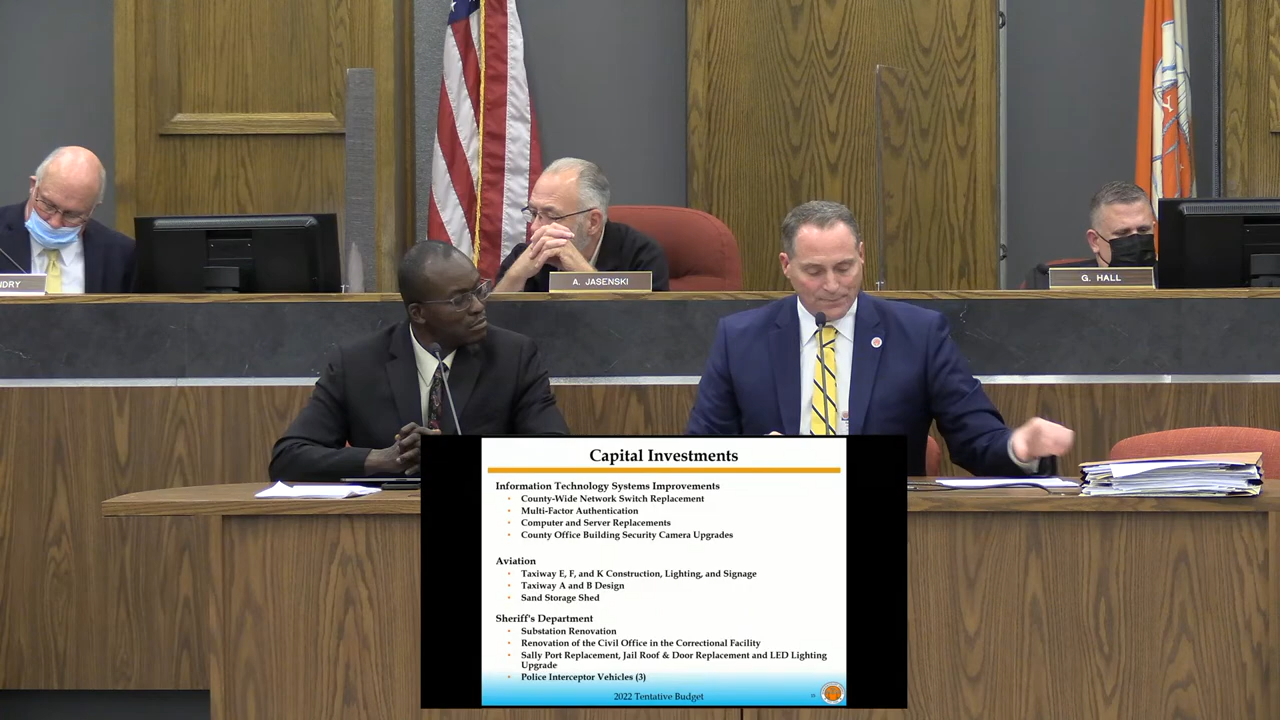 DRY
A. JASENSKI
G. HALL
Capital Investments
Information Technology Systems Improvements
• County-Wide Network Switch Replacement
• Multi-Factor Authentication
• Computer and Server Replacements
• County Office Building Security Camera Upgrades
Aviation
• Taxiway E, F, and K Construction, Lighting, and Signage
• Taxiway A and B Design
• Sand Storage Shed
Sheriff's Department
• Substation Renovation
• Renovation of the Civil Office in the Correctional Facility
• Sally Port Replacement, Jail Roof & Door Replacement and LED Lighting
Upgrade
• Police Interceptor Vehicles (3)
2022 Tentative Budget